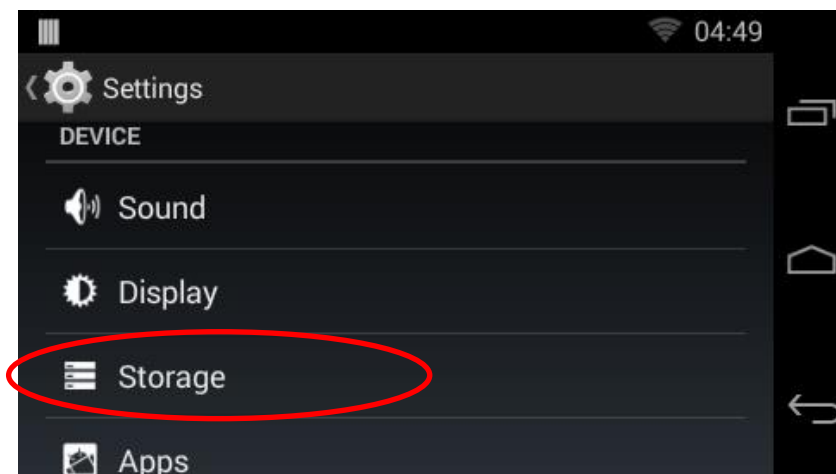 04:49
Settings
DEVICE
Sound
Display
Storage
Apps